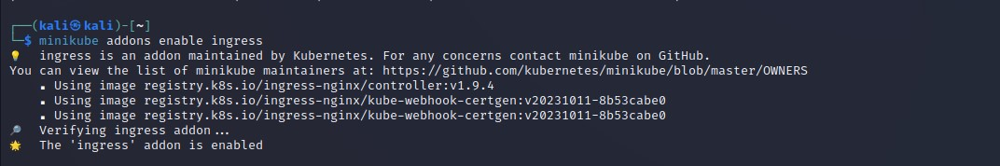 ┌──(kali㉿kali)-[~]
└─$ minikube addons enable ingress
💡  ingress is an addon maintained by Kubernetes. For any concerns contact minikube on GitHub.
You can view the list of minikube maintainers at: https://github.com/kubernetes/minikube/blob/master/OWNERS
    ▪ Using image registry.k8s.io/ingress-nginx/controller:v1.9.4
    ▪ Using image registry.k8s.io/ingress-nginx/kube-webhook-certgen:v20231011-8b53cabe0
    ▪ Using image registry.k8s.io/ingress-nginx/kube-webhook-certgen:v20231011-8b53cabe0
🔎  Verifying ingress addon...
🌟  The 'ingress' addon is enabled